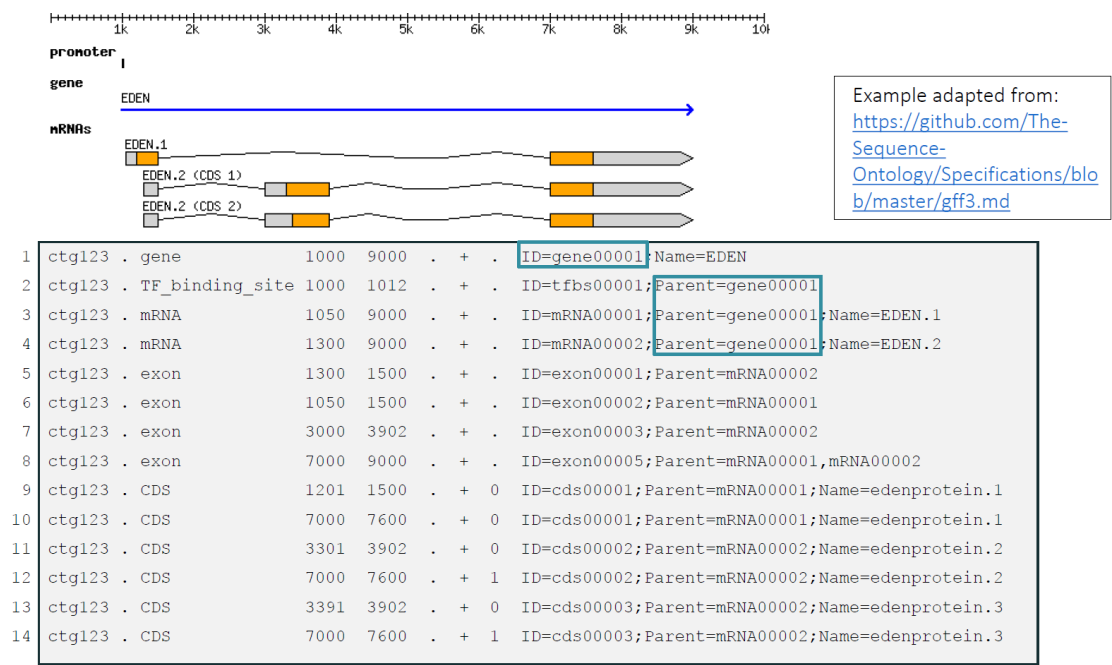 1k 2k 3k 4k 5k 6k 7k 8k 9k 10k
promoter
gene
EDEN
mRNAs
EDEN.1
EDEN.2 (CDS 1)
EDEN.2 (CDS 2)
Example adapted from:
https://github.com/The-
Sequence-
Ontology/Specifications/blo
b/master/gff3.md
1 ctg123 . gene 1000 9000 . + . ID=gene00001;Name=EDEN
2 ctg123 . TF_binding_site 1000 1012 . + . ID=tfbs00001;Parent=gene00001
3 ctg123 . mRNA 1050 9000 . + . ID=mRNA00001;Parent=gene00001;Name=EDEN.1
4 ctg123 . mRNA 1300 9000 . + . ID=mRNA00002;Parent=gene00001;Name=EDEN.2
5 ctg123 . exon 1300 1500 . + . ID=exon00001;Parent=mRNA00002
6 ctg123 . exon 1050 1500 . + . ID=exon00002;Parent=mRNA00001
7 ctg123 . exon 3000 3902 . + . ID=exon00003;Parent=mRNA00002
8 ctg123 . exon 7000 9000 . + . ID=exon00005;Parent=mRNA00001,mRNA00002
9 ctg123 . CDS 1201 1500 . + 0 ID=cds00001;Parent=mRNA00001;Name=edenprotein.1
10 ctg123 . CDS 7000 7600 . + 0 ID=cds00001;Parent=mRNA00001;Name=edenprotein.1
11 ctg123 . CDS 3301 3902 . + 0 ID=cds00002;Parent=mRNA00002;Name=edenprotein.2
12 ctg123 . CDS 7000 7600 . + 1 ID=cds00002;Parent=mRNA00002;Name=edenprotein.2
13 ctg123 . CDS 3391 3902 . + 0 ID=cds00003;Parent=mRNA00002;Name=edenprotein.3
14 ctg123 . CDS 7000 7600 . + 1 ID=cds00003;Parent=mRNA00002;Name=edenprotein.3